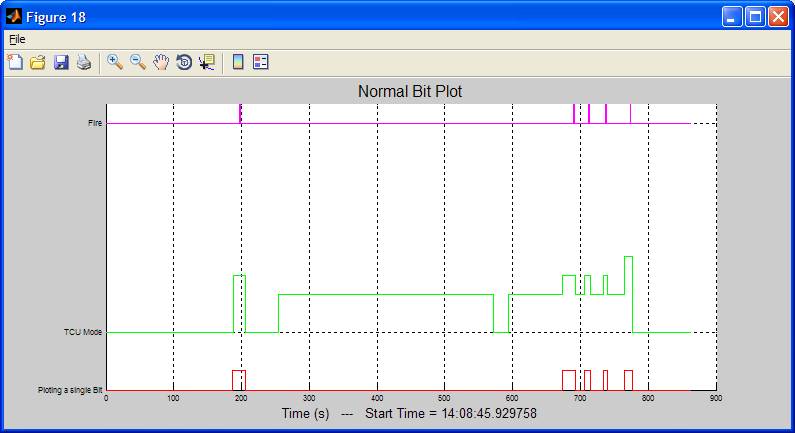 Figure 18
File
Normal Bit Plot
Fire
TCU Mode
Ploting a single Bit
0 100 200 300 400 500 600 700 800 900
Time (s) --- Start Time = 14:08:45.929758